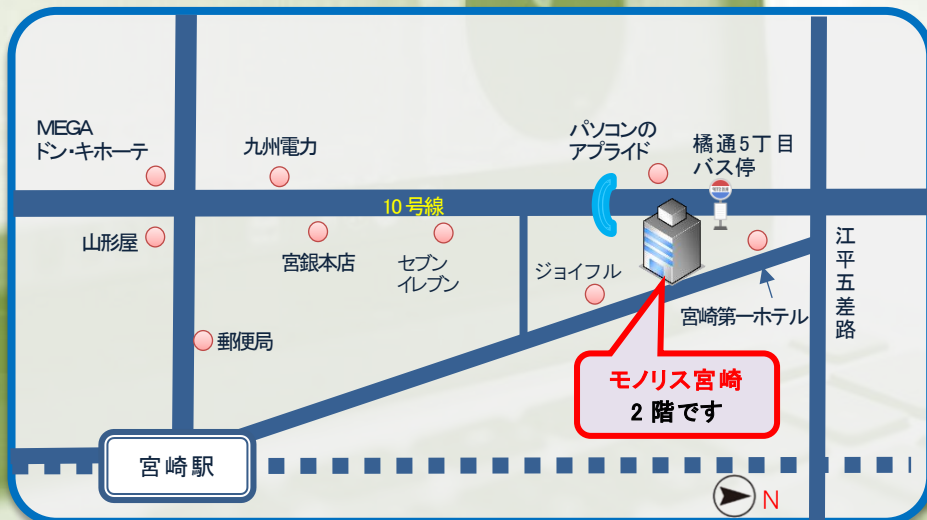 MEGA
ドン・キホーテ
九州電力
パソコンの
アプライド
橘通5丁目
バス停
10号線
山形屋
宮銀本店
セブン
イレブン
ジョイフル
江平五差路
宮崎第一ホテル
郵便局
モノリス宮崎
2階です
宮崎駅
N